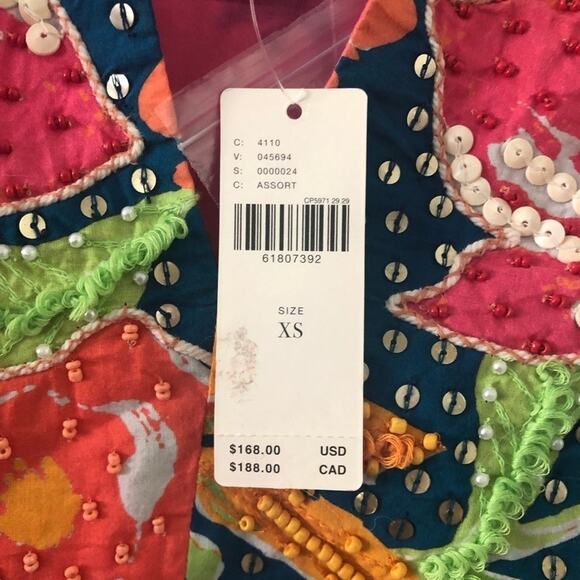 C: 4110
V: 045694
S: 0000024
C: ASSORT
CP5971 29.29
61807392
SIZE
XS
$168.00 USD
$188.00 CAD